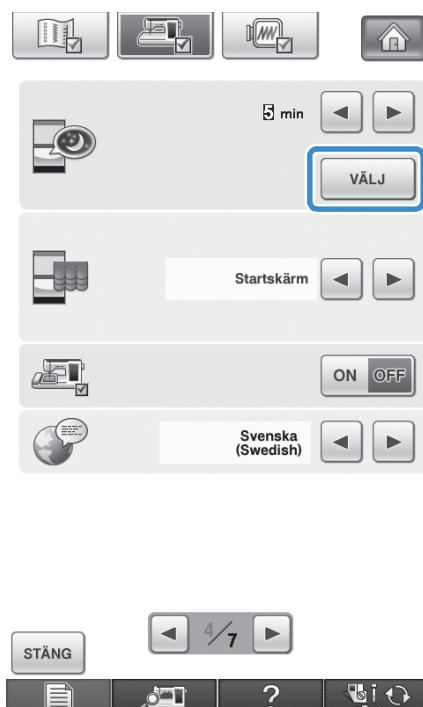 5 min
VÄLJ
Startskärm
ON OFF
Svenska
(Swedish)
STÄNG
4/7
?